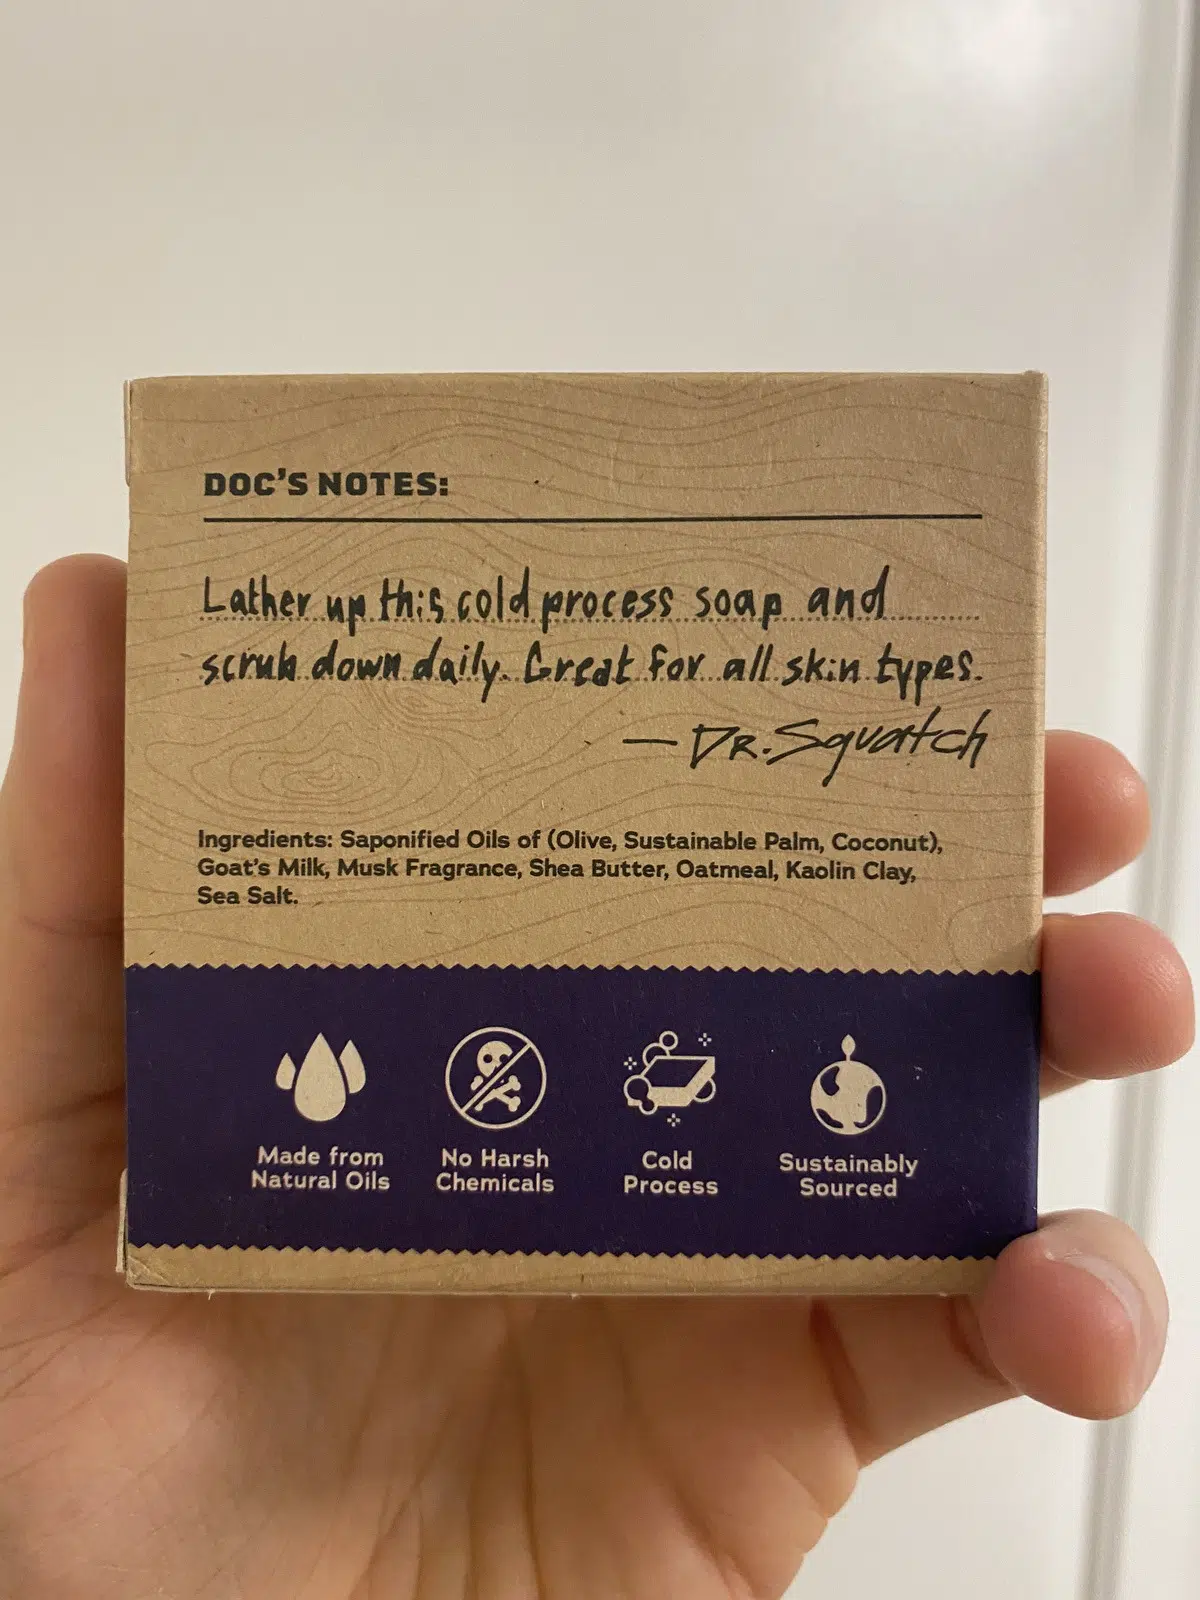 DOC'S NOTES:
Lather up this cold process soap and
scrub down daily. Great for all skin types.
— DR. Squatch
Ingredients: Saponified Oils of (Olive, Sustainable Palm, Coconut),
Goat's Milk, Musk Fragrance, Shea Butter, Oatmeal, Kaolin Clay,
Sea Salt.
Made from
Natural Oils
No Harsh
Chemicals
Cold
Process
Sustainably
Sourced